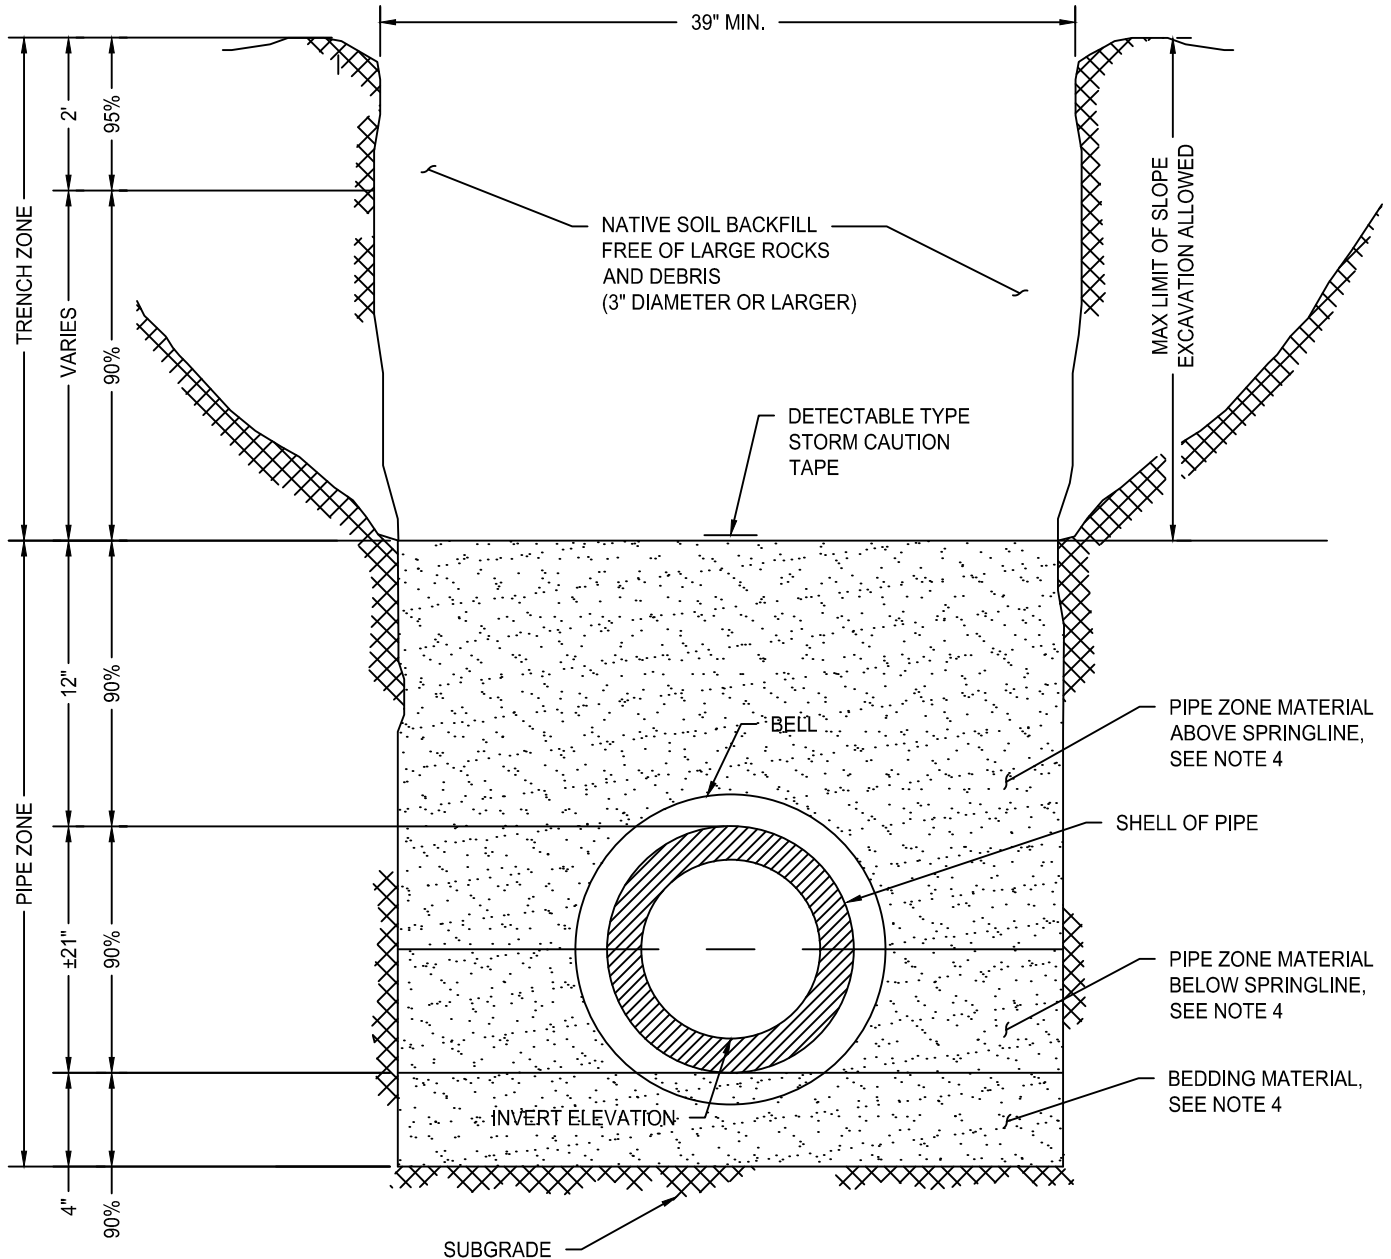 39" MIN.
2'
95%
TRENCH ZONE
VARIES
90%
MAX LIMIT OF SLOPE
EXCAVATION ALLOWED
NATIVE SOIL BACKFILL
FREE OF LARGE ROCKS
AND DEBRIS
(3" DIAMETER OR LARGER)
DETECTABLE TYPE
STORM CAUTION
TAPE
12"
90%
PIPE ZONE
BELL
PIPE ZONE MATERIAL
ABOVE SPRINGLINE,
SEE NOTE 4
SHELL OF PIPE
±21"
90%
PIPE ZONE MATERIAL
BELOW SPRINGLINE,
SEE NOTE 4
BEDDING MATERIAL,
SEE NOTE 4
INVERT ELEVATION
4"
90%
SUBGRADE